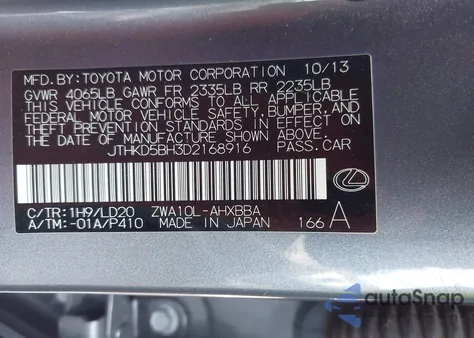 MFD.BY:TOYOTA MOTOR CORPORATION 10/13
GVWR 4065LB GAWR FR 2335LB RR 2235LB
THIS VEHICLE CONFORMS TO ALL APPLICABLE
FEDERAL MOTOR VEHICLE SAFETY,BUMPER,AND
THEFT PREVENTION STANDARDS IN EFFECT ON
THE DATE OF MANUFACTURE SHOWN ABOVE.
JTHKD5BH3D2168916 PASS.CAR
C/TR:1H9/LD20 ZWA10L-AHXBBA
A/TM:-01A/P410 MADE IN JAPAN 166 A
autoSnap